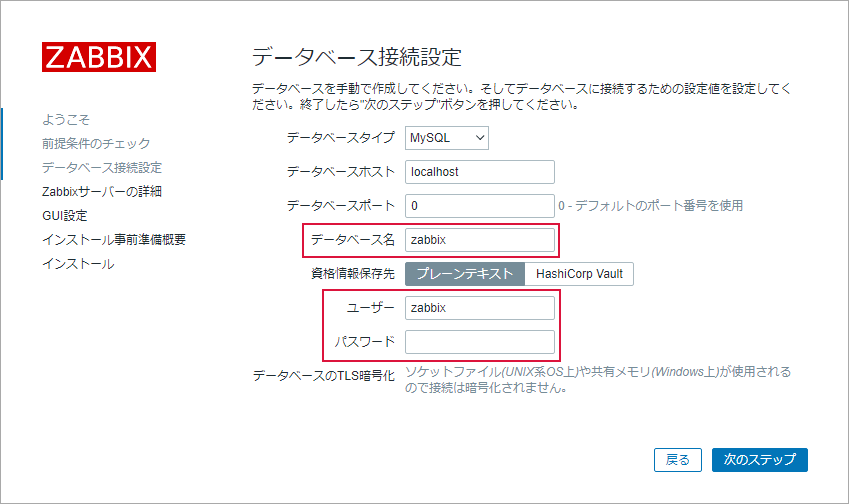 ZABBIX
ようこそ
前提条件のチェック
データベース接続設定
Zabbixサーバーの詳細
GUI設定
インストール事前準備概要
インストール
データベース接続設定
データベースを手動で作成してください。そしてデータベースに接続するための設定値を設定してく
ださい。終了したら"次のステップ"ボタンを押してください。
データベースタイプ MySQL
データベースホスト localhost
データベースポート 0 0 - デフォルトのポート番号を使用
データベース名 zabbix
資格情報保存先 プレーンテキスト HashiCorp Vault
ユーザー zabbix
パスワード
データベースのTLS暗号化 ソケットファイル(UNIX系OS上)や共有メモリ(Windows上)が使用される
ので接続は暗号化されません。
戻る 次のステップ